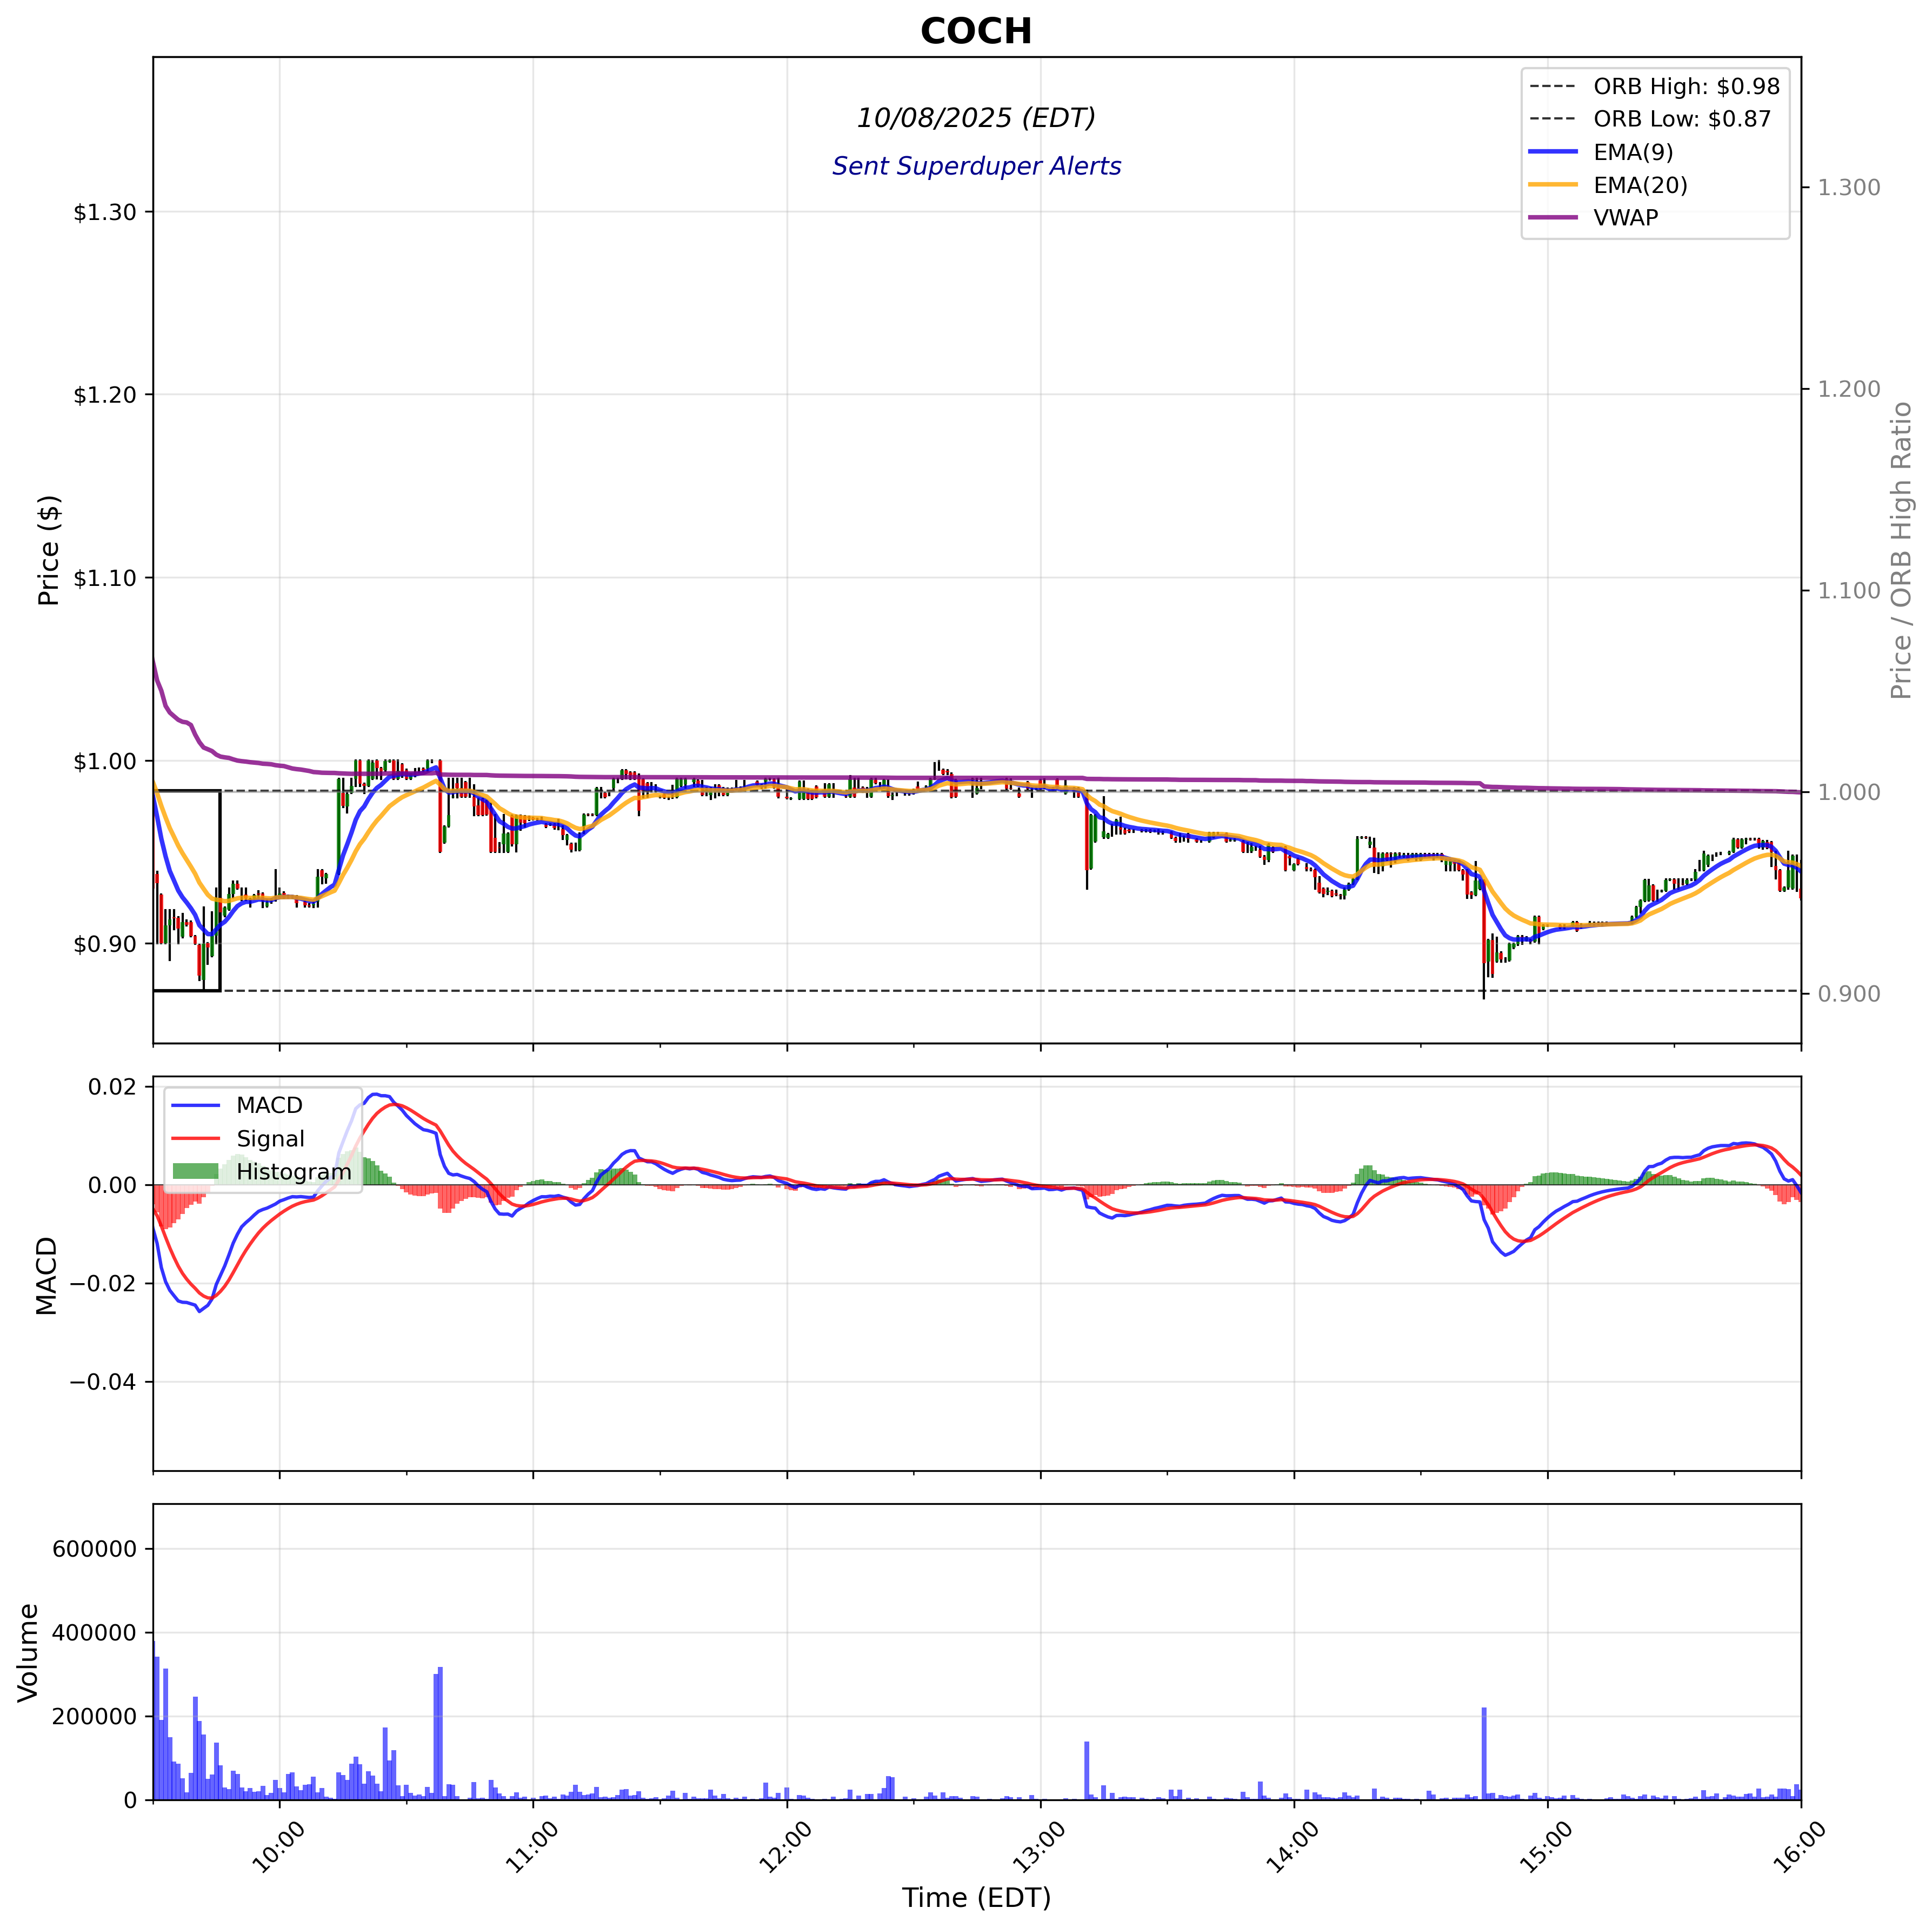 COCH
10/08/2025 (EDT)
Sent Superduper Alerts
ORB High: $0.98
ORB Low: $0.87
EMA(9)
EMA(20)
VWAP
Price ($)
$1.30
$1.20
$1.10
$1.00
$0.90
1.300
1.200
1.100
1.000
0.900
Price / ORB High Ratio
MACD
Signal
Histogram
MACD
0.02
0.00
−0.02
−0.04
Volume
600000
400000
200000
0
10:00
11:00
12:00
13:00
14:00
15:00
16:00
Time (EDT)